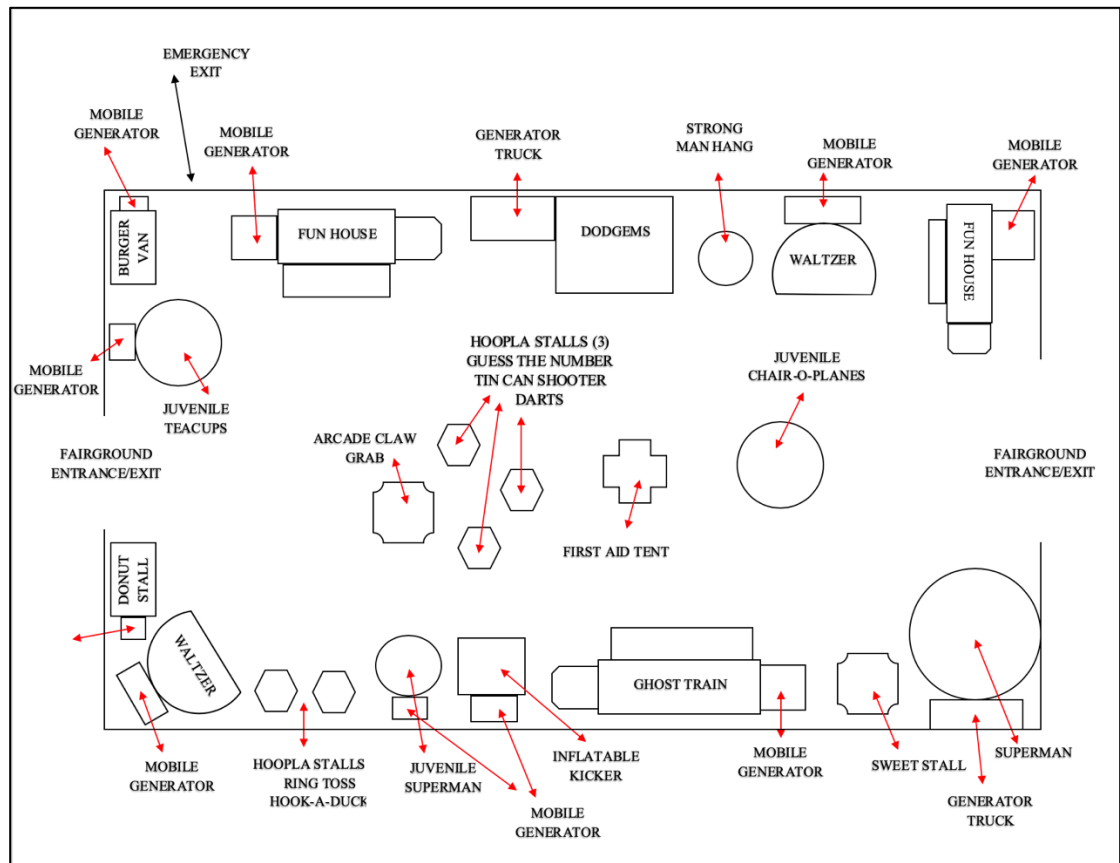 EMERGENCY
EXIT
MOBILE
GENERATOR
MOBILE
GENERATOR
GENERATOR
TRUCK
STRONG
MAN HANG
MOBILE
GENERATOR
MOBILE
GENERATOR
BURGER
VAN
FUN HOUSE
DODGEMS
WALTZER
FUN HOUSE
MOBILE
GENERATOR
JUVENILE
TEACUPS
HOOPLA STALLS (3)
GUESS THE NUMBER
TIN CAN SHOOTER
DARTS
JUVENILE
CHAIR-O-PLANES
ARCADE CLAW
GRAB
FAIRGROUND
ENTRANCE/EXIT
FAIRGROUND
ENTRANCE/EXIT
FIRST AID TENT
DONUT
STALL
WALTZER
GHOST TRAIN
MOBILE
GENERATOR
HOOPLA STALLS
RING TOSS
HOOK-A-DUCK
JUVENILE
SUPERMAN
INFLATABLE
KICKER
MOBILE
GENERATOR
MOBILE
GENERATOR
SWEET STALL
SUPERMAN
GENERATOR
TRUCK